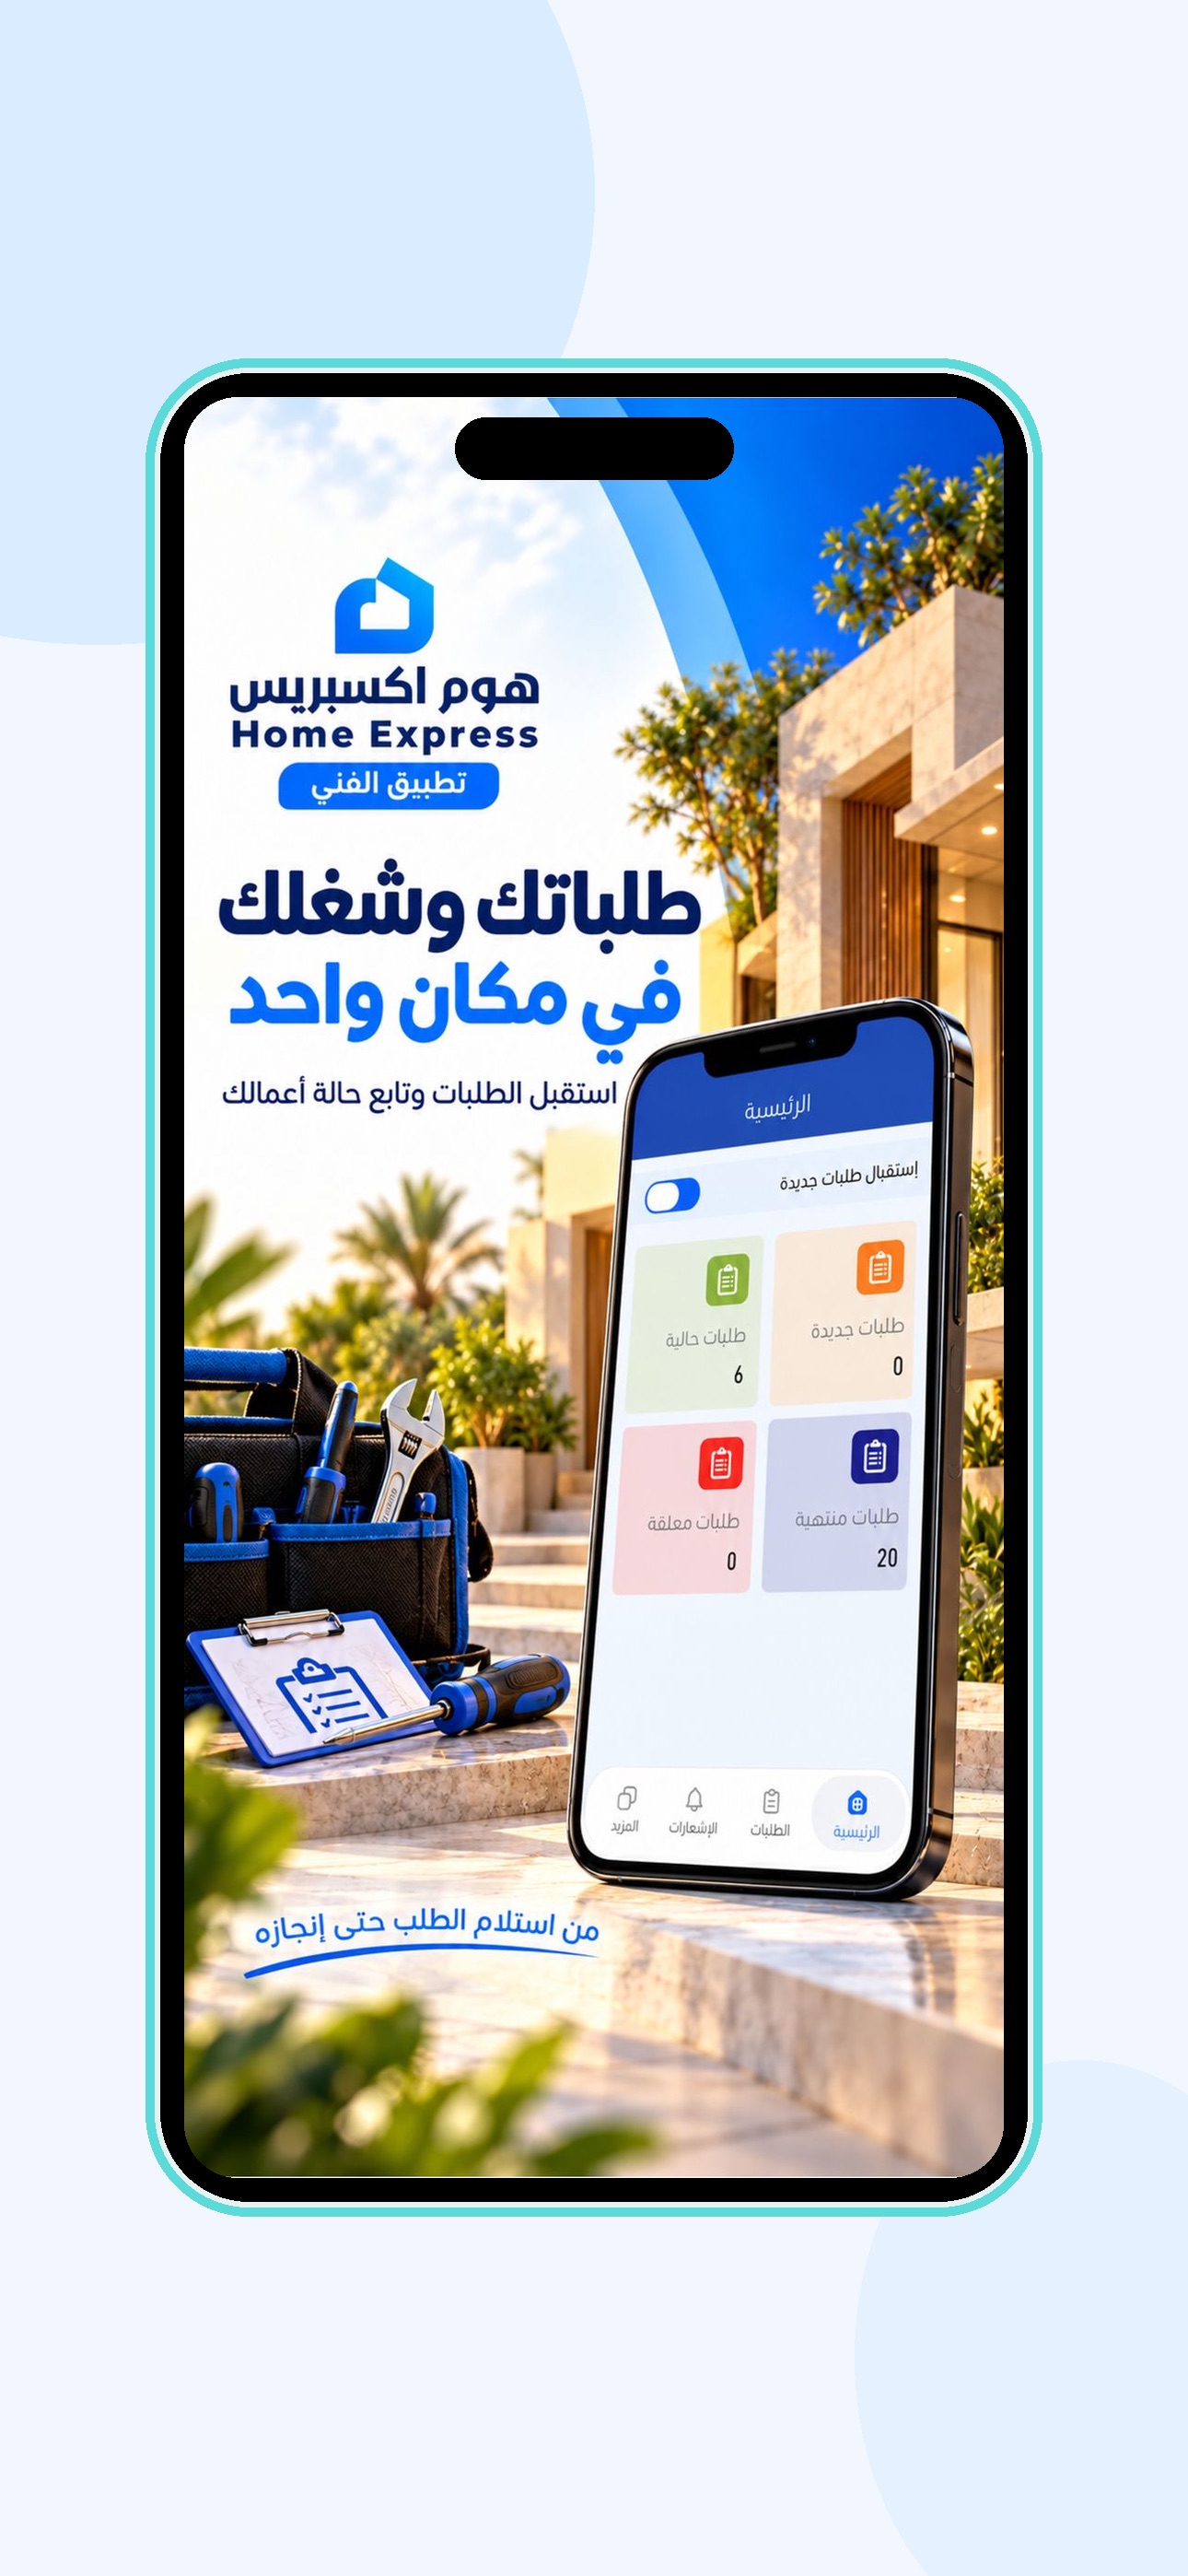 هوم اكسبريس
Home Express
تطبيق الفني
طلباتك وشغلك
في مكان واحد
استقبل الطلبات وتابع حالة أعمالك
الرئيسية
إستقبال طلبات جديدة
طلبات جديدة
0
طلبات حالية
6
طلبات منتهية
20
طلبات معلقة
0
الرئيسية
الطلبات
الإشعارات
المزيد
من استلام الطلب حتى إنجازه